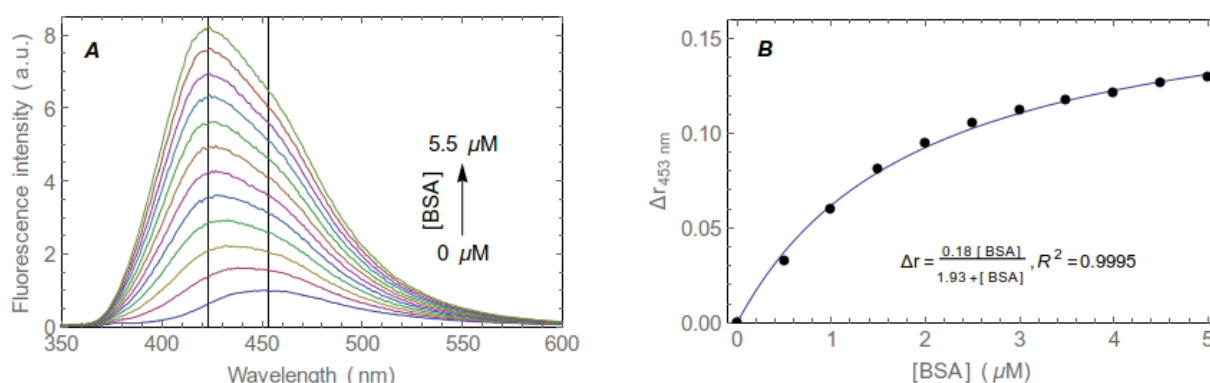 A
Fluorescence intensity ( a.u. )
8
6
4
2
0
350 400 450 500 550 600
Wavelength ( nm )
[BSA]
5.5 µM
0 µM
B
Δr453 nm
0.15
0.10
0.05
0.00
0 1 2 3 4 5
[BSA] ( µM )
Δr = 0.18 [ BSA] / 1.93 + [ BSA] , R² = 0.9995